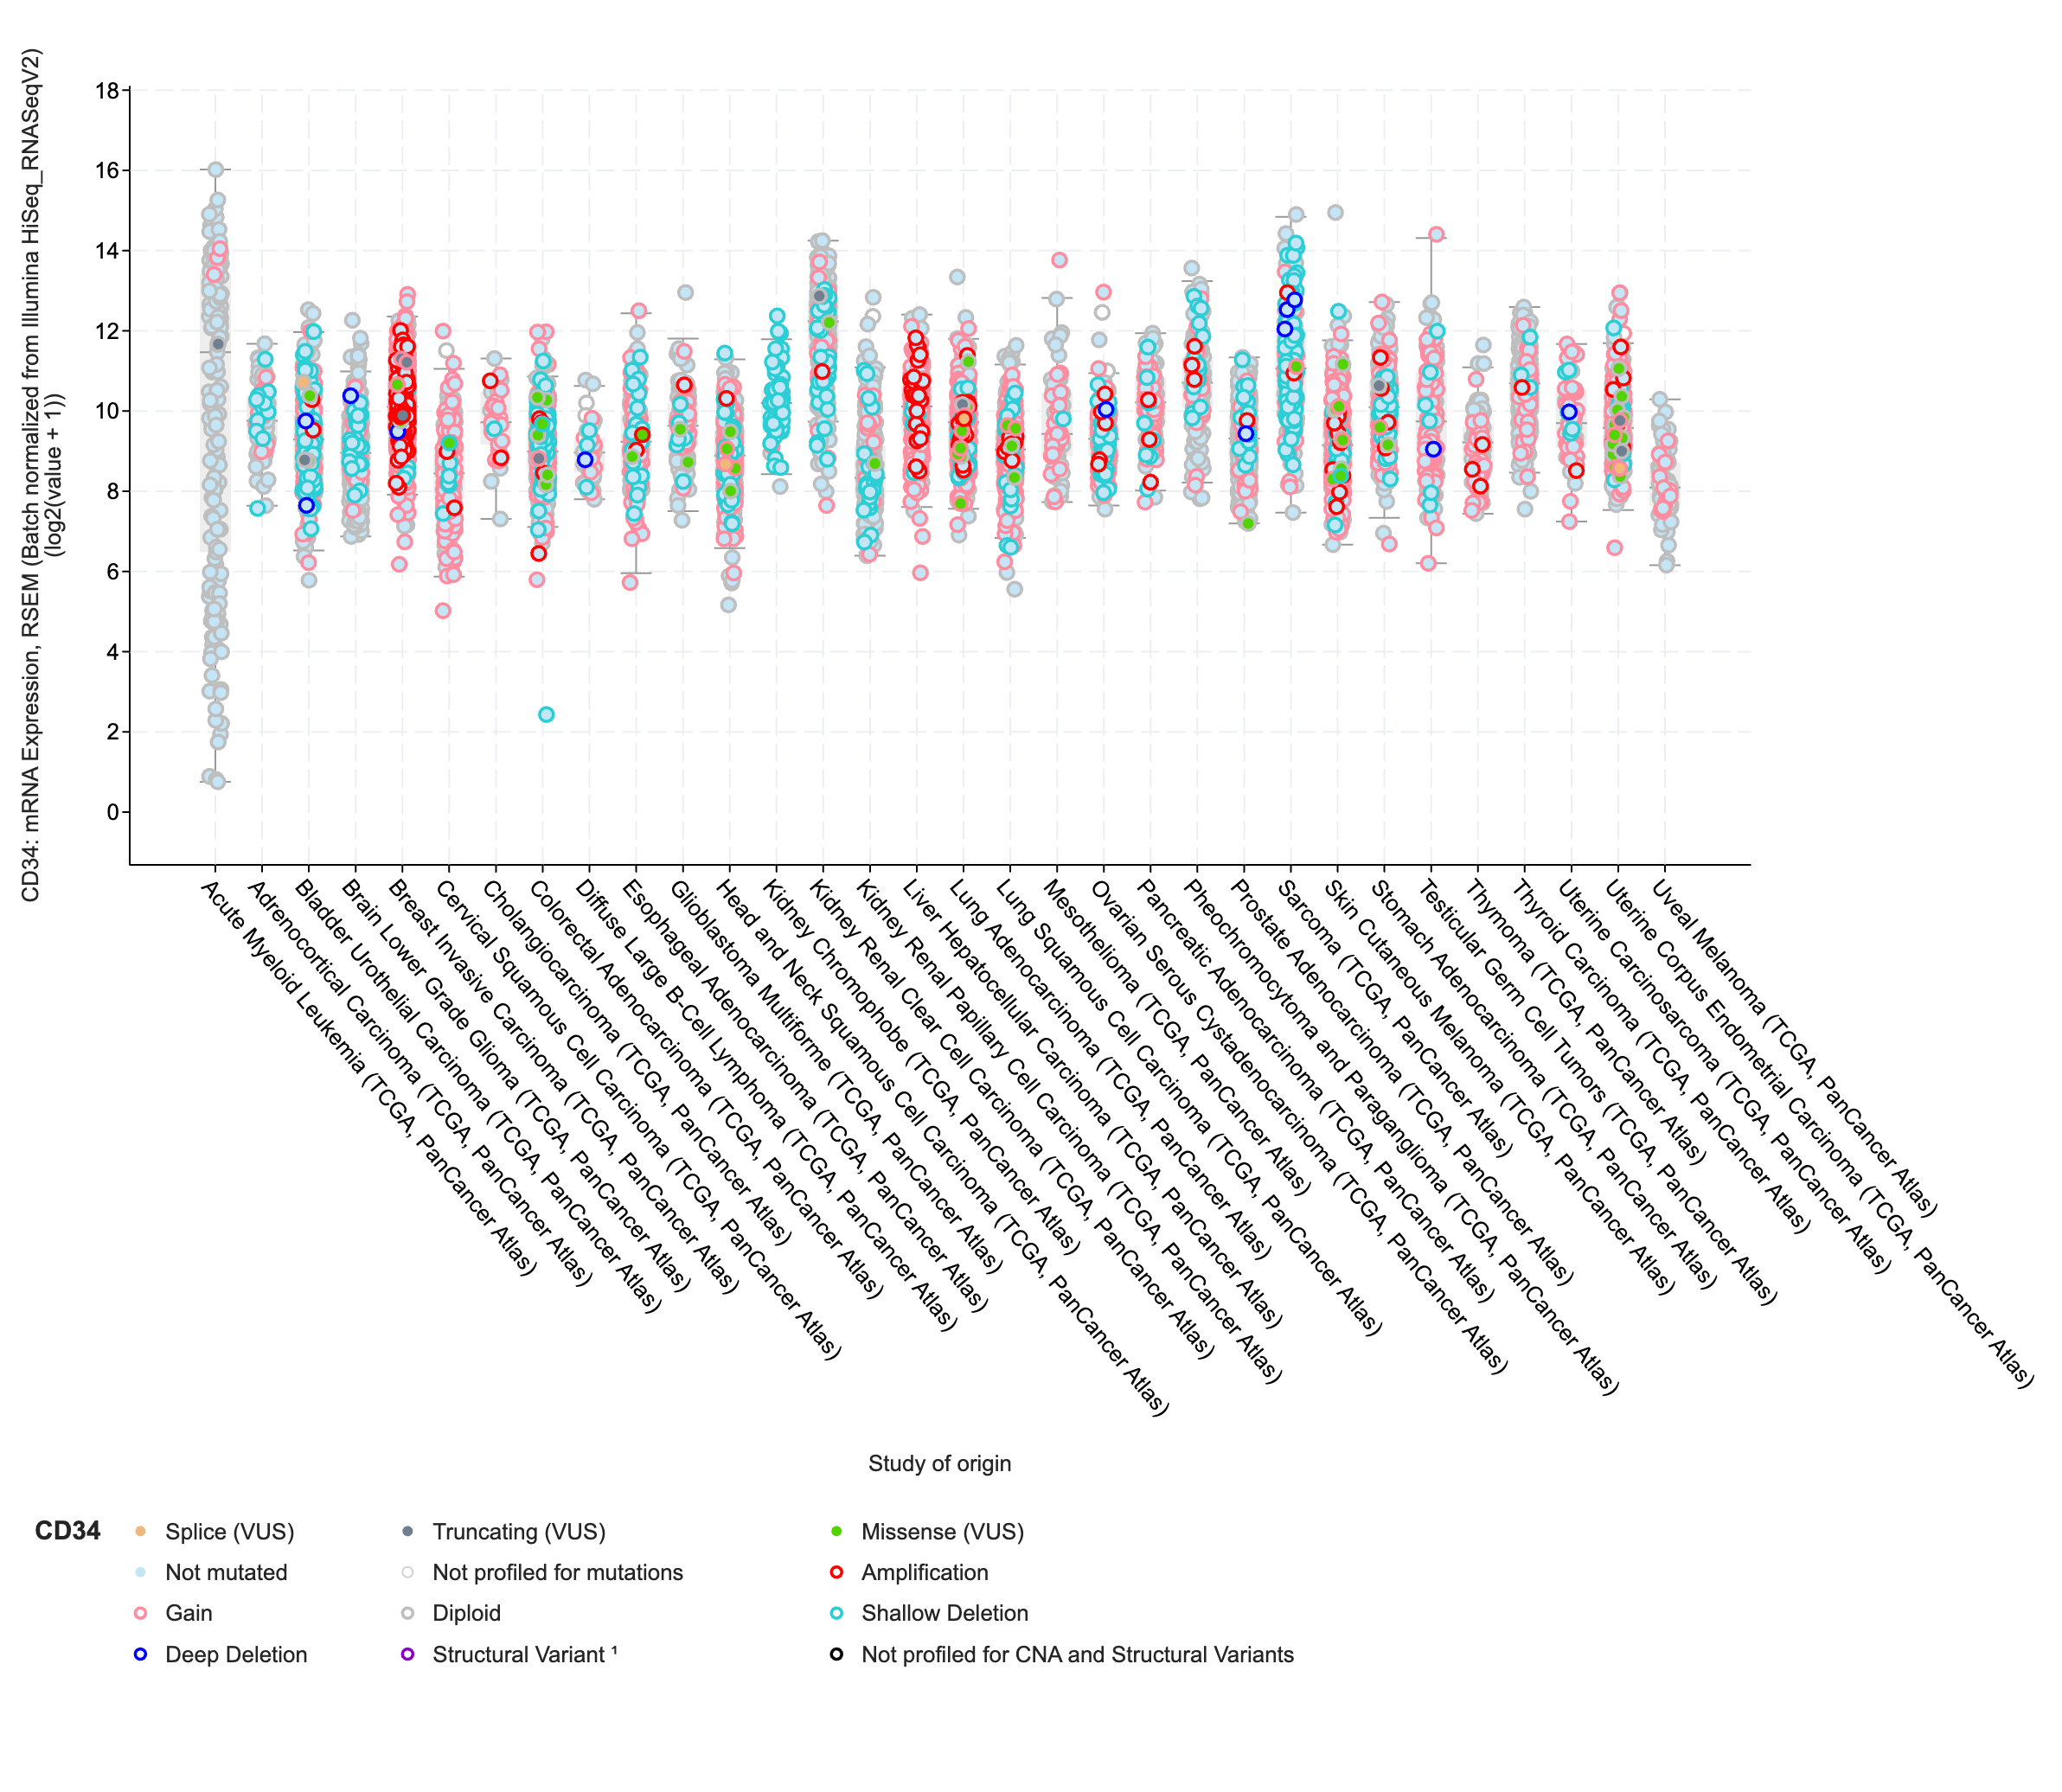 CD34: mRNA Expression, RSEM (Batch normalized from Illumina HiSeq_RNASeqV2)
(log2(value + 1))
18
16
14
12
10
8
6
4
2
0
Acute Myeloid Leukemia (TCGA, PanCancer Atlas)
Adrenocortical Carcinoma (TCGA, PanCancer Atlas)
Bladder Urothelial Carcinoma (TCGA, PanCancer Atlas)
Brain Lower Grade Glioma (TCGA, PanCancer Atlas)
Breast Invasive Carcinoma (TCGA, PanCancer Atlas)
Cervical Squamous Cell Carcinoma (TCGA, PanCancer Atlas)
Cholangiocarcinoma (TCGA, PanCancer Atlas)
Colorectal Adenocarcinoma (TCGA, PanCancer Atlas)
Diffuse Large B-Cell Lymphoma (TCGA, PanCancer Atlas)
Esophageal Adenocarcinoma (TCGA, PanCancer Atlas)
Glioblastoma Multiforme (TCGA, PanCancer Atlas)
Head and Neck Squamous Cell Carcinoma (TCGA, PanCancer Atlas)
Kidney Chromophobe (TCGA, PanCancer Atlas)
Kidney Renal Clear Cell Carcinoma (TCGA, PanCancer Atlas)
Kidney Renal Papillary Cell Carcinoma (TCGA, PanCancer Atlas)
Liver Hepatocellular Carcinoma (TCGA, PanCancer Atlas)
Lung Adenocarcinoma (TCGA, PanCancer Atlas)
Lung Squamous Cell Carcinoma (TCGA, PanCancer Atlas)
Mesothelioma (TCGA, PanCancer Atlas)
Ovarian Serous Cystadenocarcinoma (TCGA, PanCancer Atlas)
Pancreatic Adenocarcinoma (TCGA, PanCancer Atlas)
Pheochromocytoma and Paraganglioma (TCGA, PanCancer Atlas)
Prostate Adenocarcinoma (TCGA, PanCancer Atlas)
Sarcoma (TCGA, PanCancer Atlas)
Skin Cutaneous Melanoma (TCGA, PanCancer Atlas)
Stomach Adenocarcinoma (TCGA, PanCancer Atlas)
Testicular Germ Cell Tumors (TCGA, PanCancer Atlas)
Thymoma (TCGA, PanCancer Atlas)
Thyroid Carcinoma (TCGA, PanCancer Atlas)
Uterine Carcinosarcoma (TCGA, PanCancer Atlas)
Uterine Corpus Endometrial Carcinoma (TCGA, PanCancer Atlas)
Uveal Melanoma (TCGA, PanCancer Atlas)
Study of origin
CD34
Splice (VUS) Truncating (VUS) Missense (VUS)
Not mutated Not profiled for mutations Amplification
Gain Diploid Shallow Deletion
Deep Deletion Structural Variant ¹ Not profiled for CNA and Structural Variants